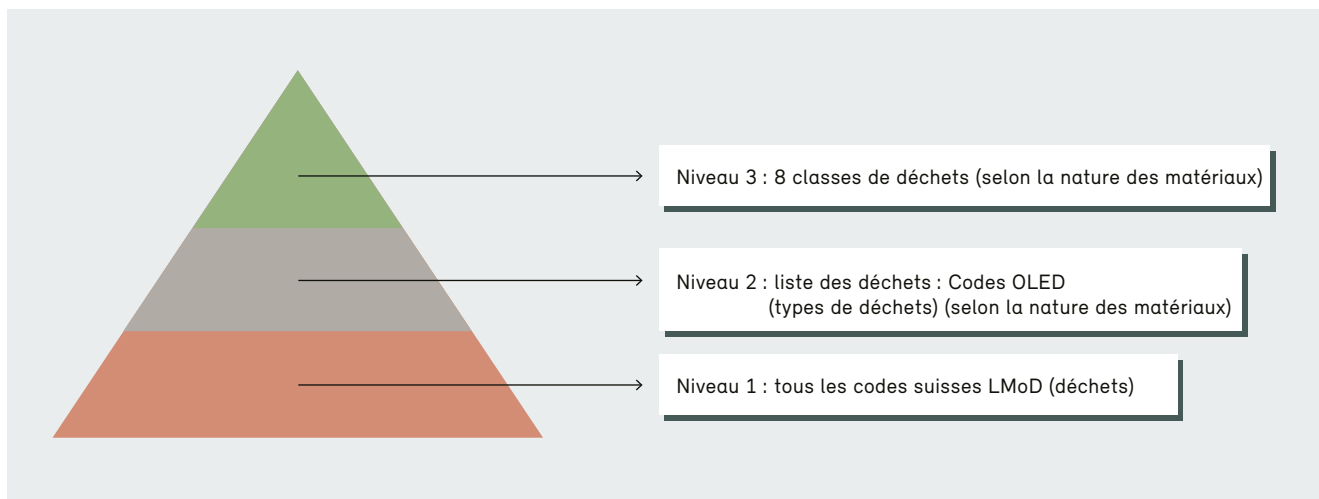 Niveau 3 : 8 classes de déchets (selon la nature des matériaux)
Niveau 2 : liste des déchets : Codes OLED
(types de déchets) (selon la nature des matériaux)
Niveau 1 : tous les codes suisses LMoD (déchets)